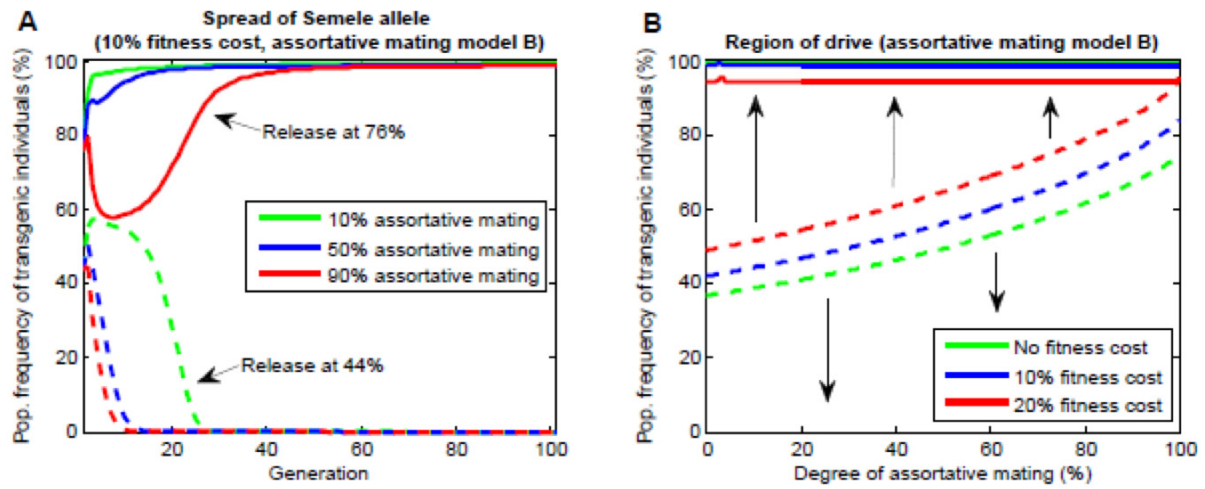 A
Spread of Semele allele
(10% fitness cost, assortative mating model B)
Pop. frequency of transgenic individuals (%)
100
80
60
40
20
0
Release at 76%
10% assortative mating
50% assortative mating
90% assortative mating
Release at 44%
20
40
60
80
100
Generation
B
Region of drive (assortative mating model B)
Pop. frequency of transgenic individuals (%)
100
80
60
40
20
0
No fitness cost
10% fitness cost
20% fitness cost
0
20
40
60
80
100
Degree of assortative mating (%)